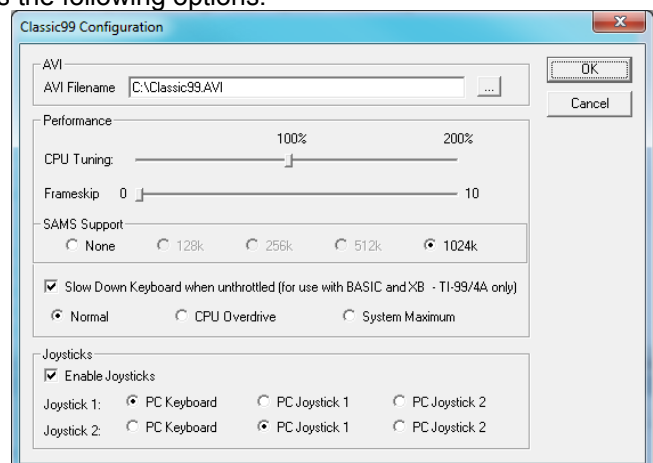 s the following options:
Classic99 Configuration
AVI
AVI Filename C:\Classic99.AVI ...
OK
Cancel
Performance
100% 200%
CPU Tuning:
Frameskip 0 10
SAMS Support
None 128k 256k 512k 1024k
Slow Down Keyboard when unthrottled (for use with BASIC and XB - TI-99/4A only)
Normal CPU Overdrive System Maximum
Joysticks
Enable Joysticks
Joystick 1: PC Keyboard PC Joystick 1 PC Joystick 2
Joystick 2: PC Keyboard PC Joystick 1 PC Joystick 2